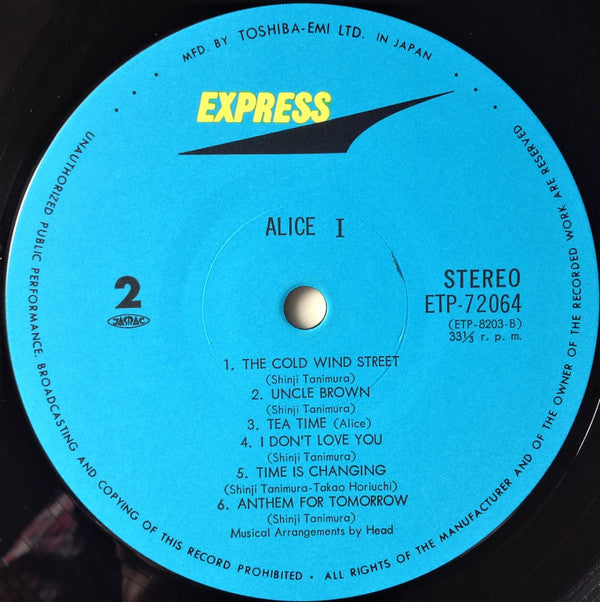 MFD. BY TOSHIBA-EMI LTD. IN JAPAN
EXPRESS
ALICE I
2
JASRAC
STEREO
ETP-72064
(ETP-8203-B)
33⅓ r. p. m.
1. THE COLD WIND STREET
(Shinji Tanimura)
2. UNCLE BROWN
(Shinji Tanimura)
3. TEA TIME (Alice)
4. I DON'T LOVE YOU
(Shinji Tanimura)
5. TIME IS CHANGING
(Shinji Tanimura-Takao Horiuchi)
6. ANTHEM FOR TOMORROW
(Shinji Tanimura)
Musical Arrangements by Head
UNAUTHORIZED PUBLIC PERFORMANCE, BROADCASTING AND COPYING OF THIS RECORD PROHIBITED • ALL RIGHTS OF THE MANUFACTURER AND OF THE OWNER OF THE RECORDED WORK ARE RESERVED